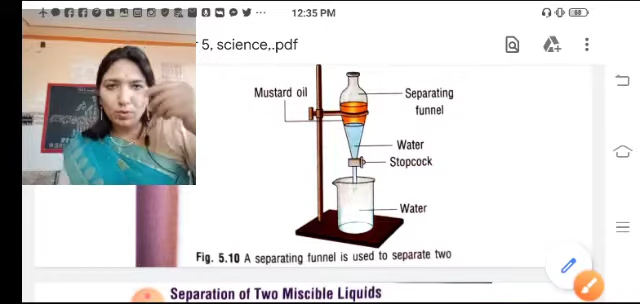 12:35 PM
68
r 5, science,.pdf
Mustard oil
Separating
funnel
Water
Stopcock
Water
Fig. 5.10 A separating funnel is used to separate two
Separation of Two Miscible Liquids